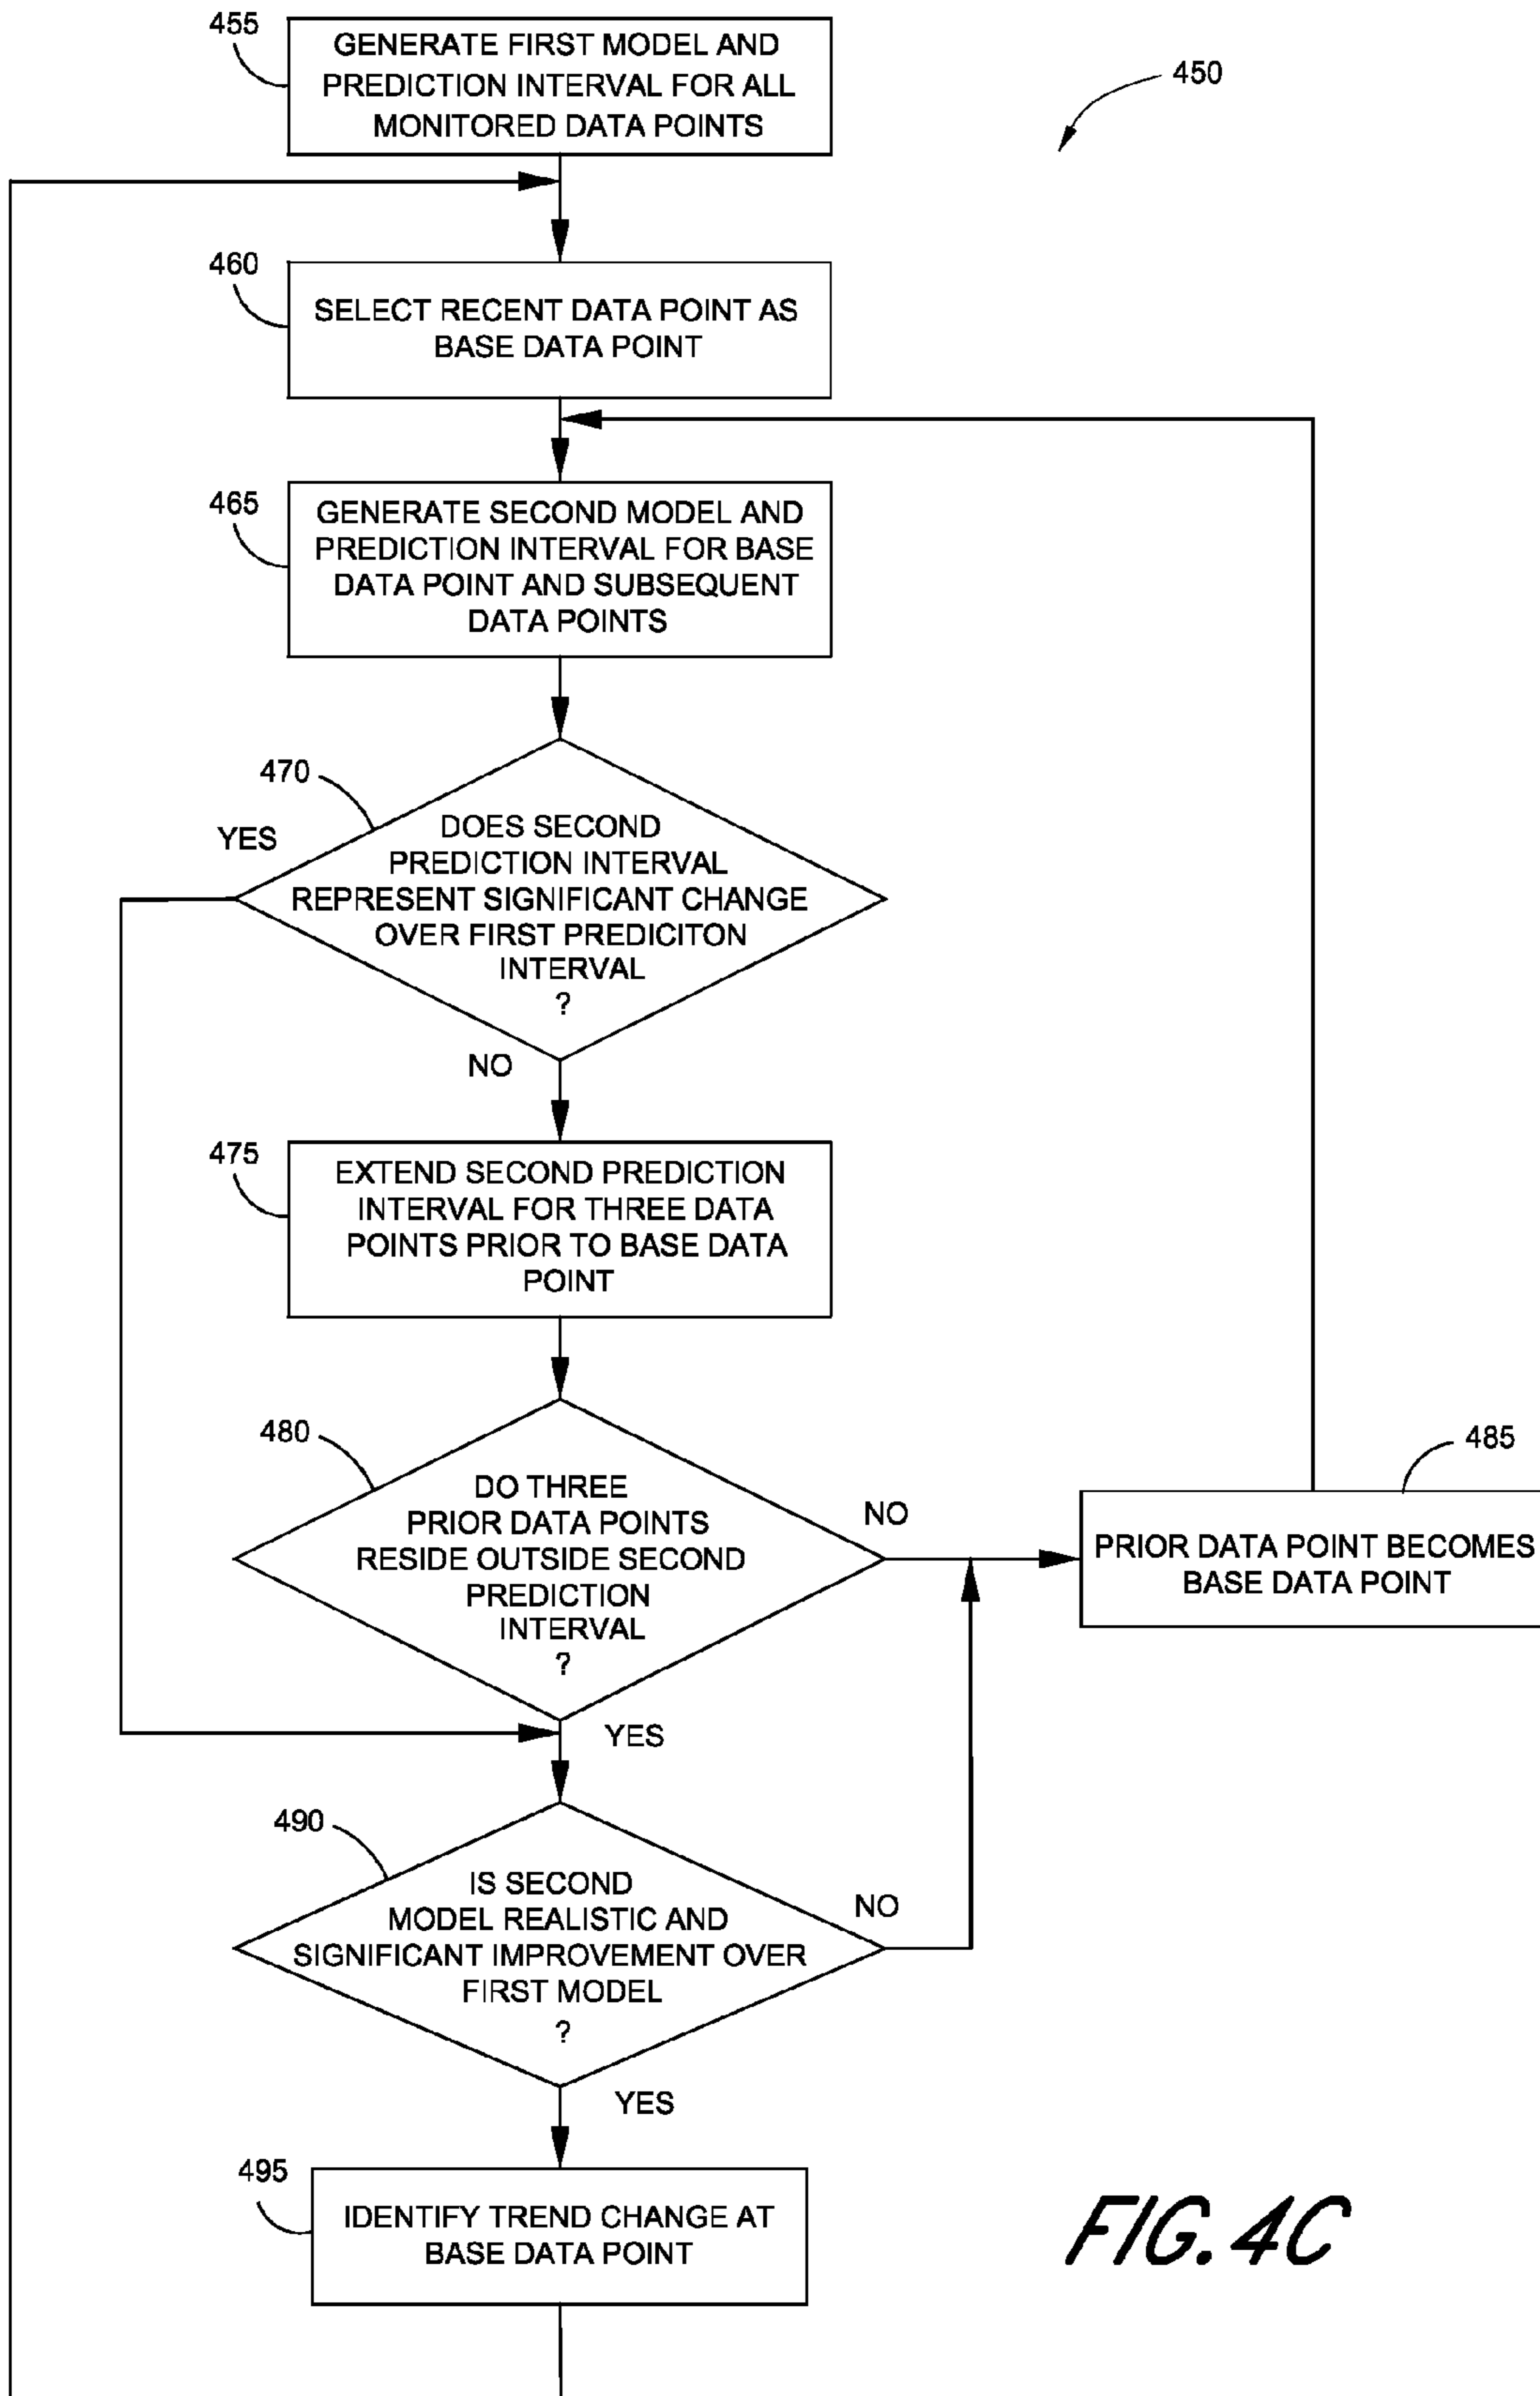 455
GENERATE FIRST MODEL AND
PREDICTION INTERVAL FOR ALL
MONITORED DATA POINTS
450
460
SELECT RECENT DATA POINT AS
BASE DATA POINT
465
GENERATE SECOND MODEL AND
PREDICTION INTERVAL FOR BASE
DATA POINT AND SUBSEQUENT
DATA POINTS
470
YES
DOES SECOND
PREDICTION INTERVAL
REPRESENT SIGNIFICANT CHANGE
OVER FIRST PREDICITON
INTERVAL
?
NO
475
EXTEND SECOND PREDICTION
INTERVAL FOR THREE DATA
POINTS PRIOR TO BASE DATA
POINT
480
DO THREE
PRIOR DATA POINTS
RESIDE OUTSIDE SECOND
PREDICTION
INTERVAL
?
NO
485
PRIOR DATA POINT BECOMES
BASE DATA POINT
YES
490
IS SECOND
MODEL REALISTIC AND
SIGNIFICANT IMPROVEMENT OVER
FIRST MODEL
?
NO
YES
495
IDENTIFY TREND CHANGE AT
BASE DATA POINT
FIG. 4C